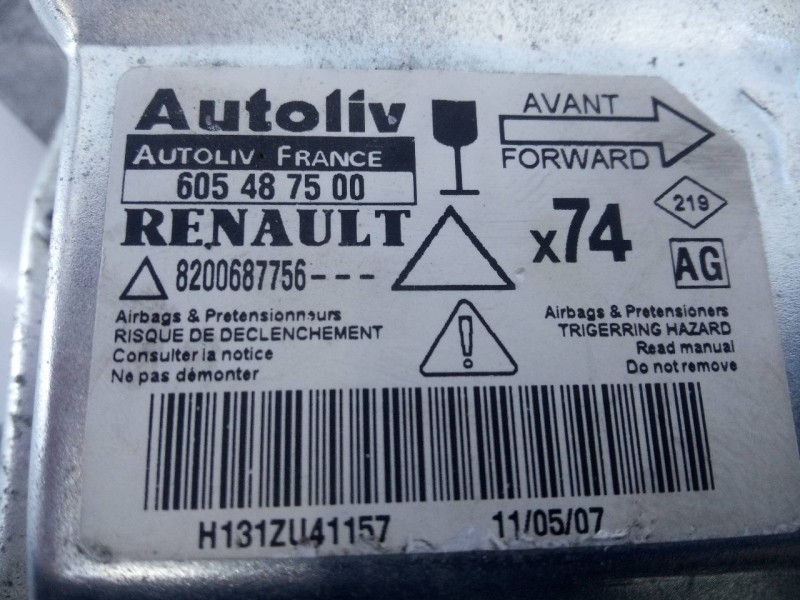 Autoliv
AUTOLIV FRANCE
605 48 75 00
RENAULT
8200687756---
AVANT
FORWARD
x74
219
AG
Airbags & Pretensionneurs
RISQUE DE DECLENCHEMENT
Consulter la notice
Ne pas démonter
Airbags & Pretensioners
TRIGERRING HAZARD
Read manual
Do not remove
H131ZU41157
11/05/07